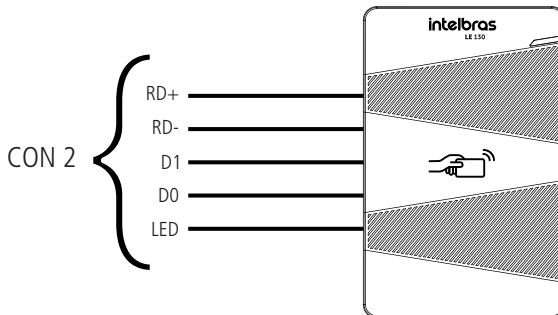 intelbras
LE 130
CON 2
RD+
RD-
D1
D0
LED